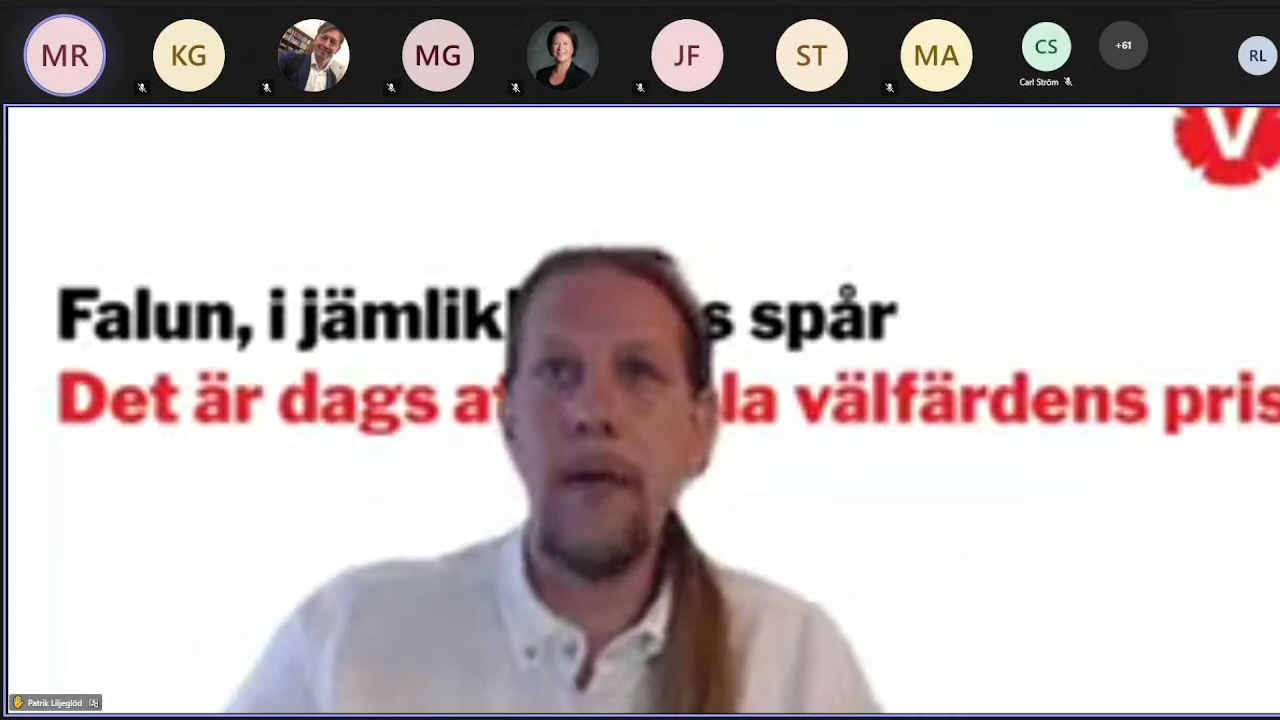 MR
KG
MG
JF
ST
MA
CS
+61
RL
Carl Ström
V
Falun, i jämlik s spår
Det är dags at la välfärdens pris
Patrik Liljeglöd